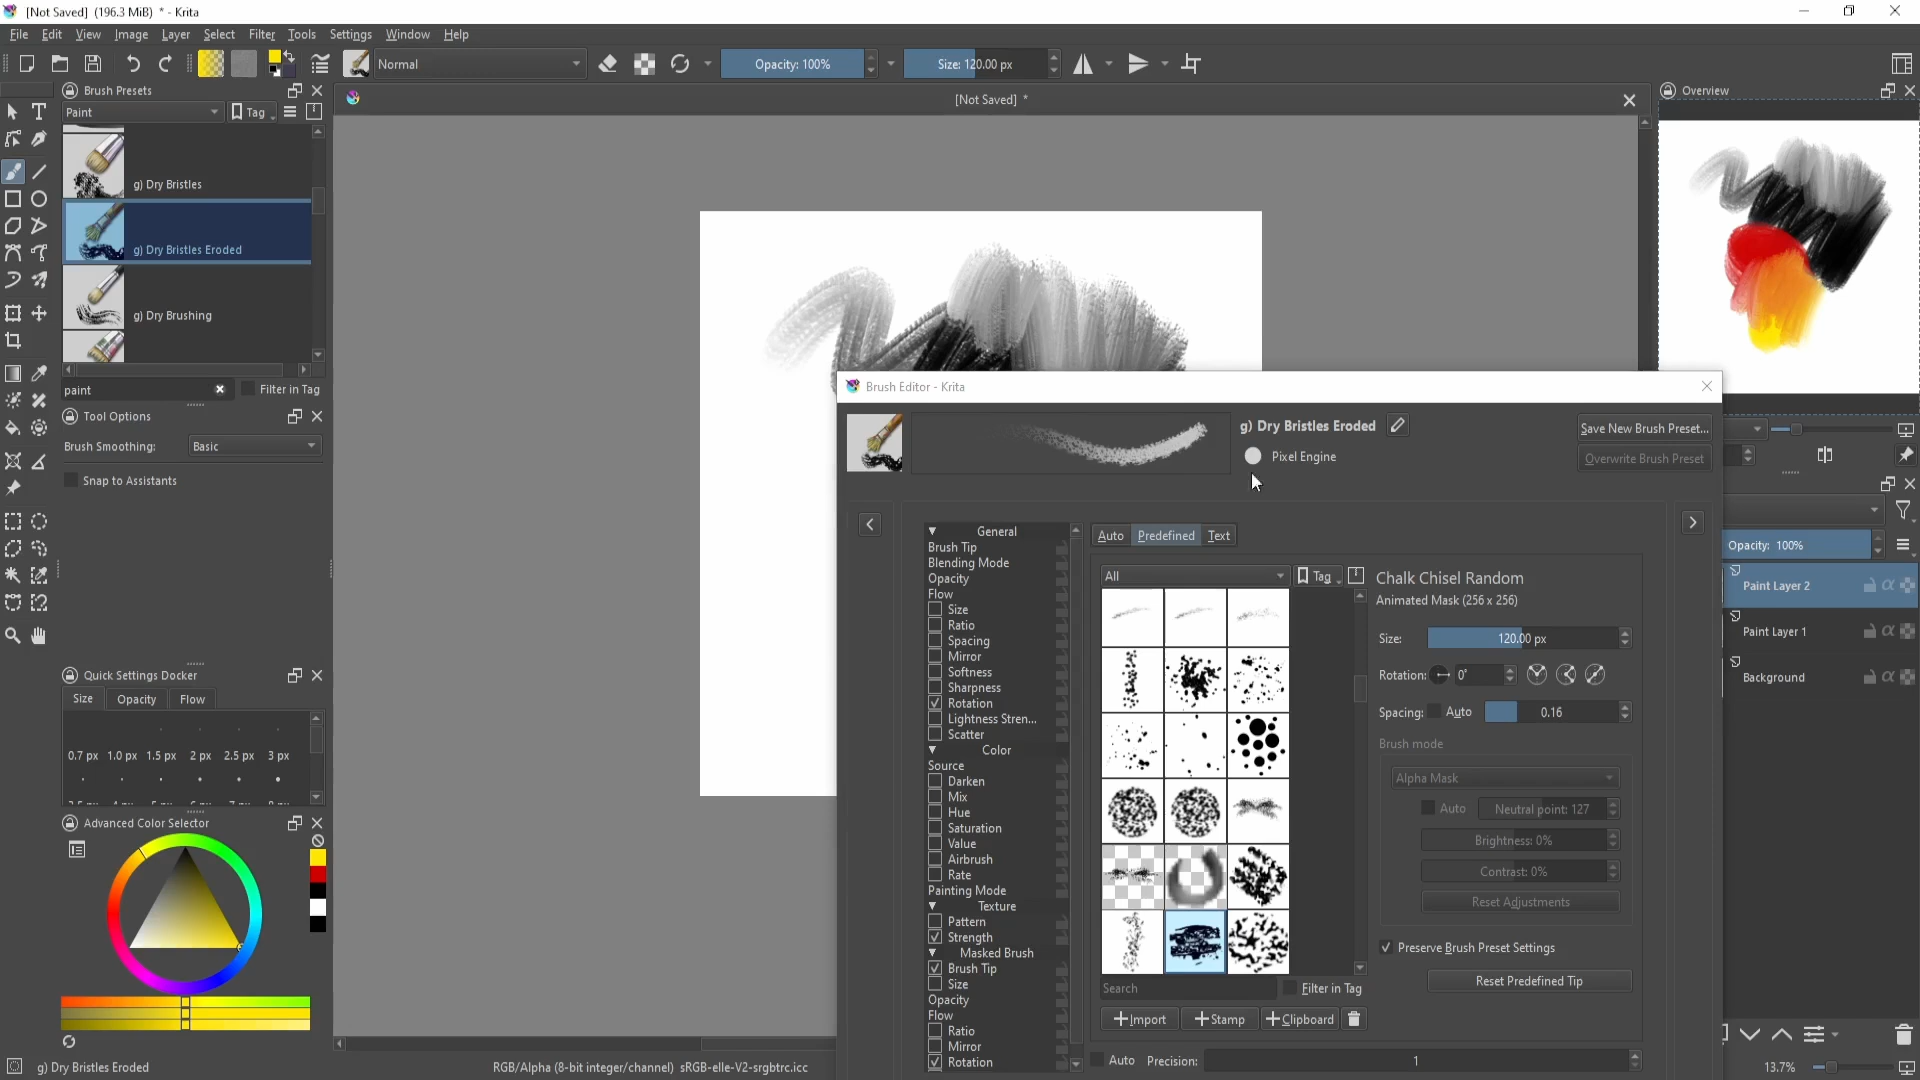 [Not Saved] (196.3 MiB) * - Krita
File Edit View Image Layer Select Filter Tools Settings Window Help
Normal Opacity: 100% Size: 120.00 px
Brush Presets [Not Saved] * Overview
Paint Tag
g) Dry Bristles
g) Dry Bristles Eroded
g) Dry Brushing
paint Filter in Tag
Tool Options
Brush Smoothing: Basic
Snap to Assistants
Quick Settings Docker
Size Opacity Flow
0.7 px 1.0 px 1.5 px 2 px 2.5 px 3 px
Advanced Color Selector
g) Dry Bristles Eroded RGB/Alpha (8-bit integer/channel) sRGB-elle-V2-srgbtrc.icc
Brush Editor - Krita
g) Dry Bristles Eroded
Pixel Engine
Save New Brush Preset...
Overwrite Brush Preset
General
Brush Tip
Blending Mode
Opacity
Flow
Size
Ratio
Spacing
Mirror
Softness
Sharpness
Rotation
Lightness Stren...
Scatter
Color
Source
Darken
Mix
Hue
Saturation
Value
Airbrush
Rate
Painting Mode
Texture
Pattern
Strength
Masked Brush
Brush Tip
Size
Opacity
Flow
Ratio
Mirror
Rotation
Auto Predefined Text
All Tag
Search Filter in Tag
+Import +Stamp +Clipboard
Auto Precision: 1
Chalk Chisel Random
Animated Mask (256 x 256)
Size: 120.00 px
Rotation: 0°
Spacing: Auto 0.16
Brush mode
Alpha Mask
Auto Neutral point: 127
Brightness: 0%
Contrast: 0%
Reset Adjustments
Preserve Brush Preset Settings
Reset Predefined Tip
Opacity: 100%
Paint Layer 2
Paint Layer 1
Background
13.7%